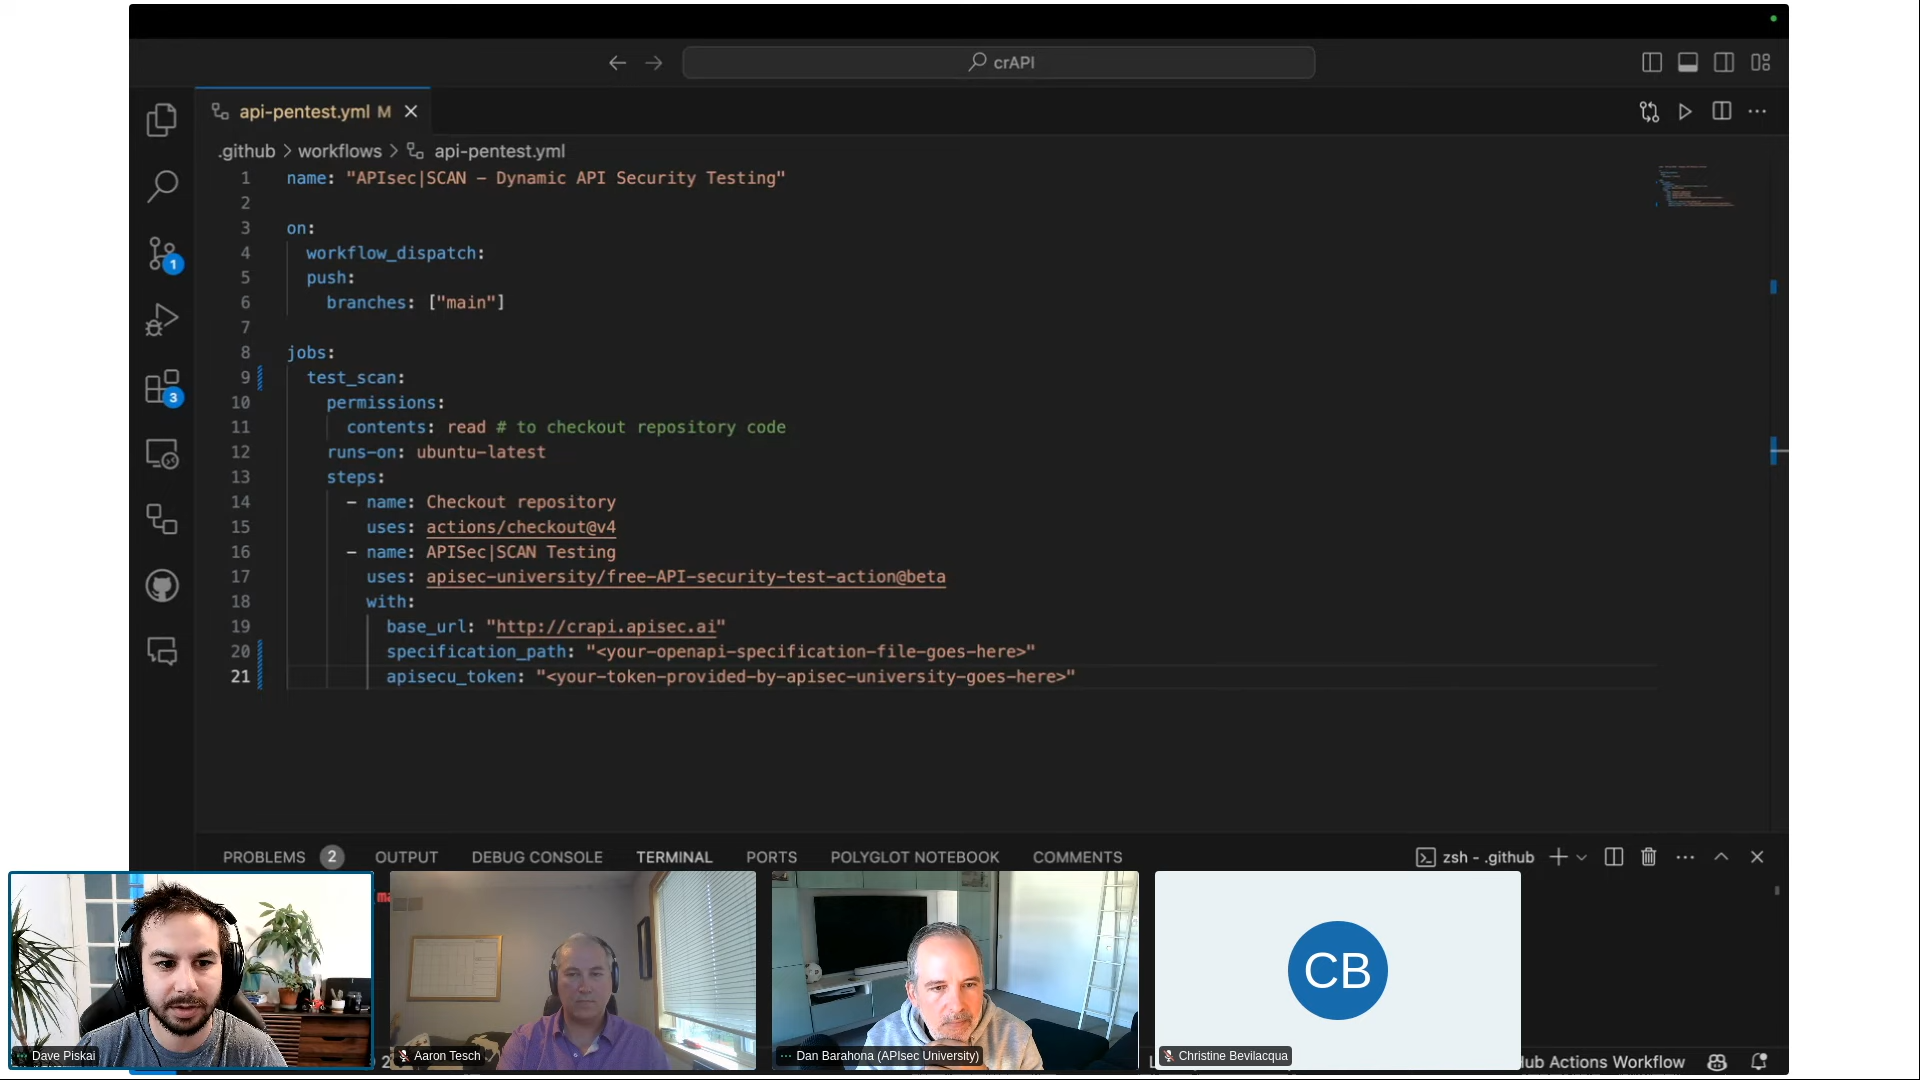 crAPI
api-pentest.yml M
.github > workflows > api-pentest.yml
1 name: "APIsec|SCAN – Dynamic API Security Testing"
2
3 on:
4 workflow_dispatch:
5 push:
6 branches: ["main"]
7
8 jobs:
9 test_scan:
10 permissions:
11 contents: read # to checkout repository code
12 runs-on: ubuntu-latest
13 steps:
14 - name: Checkout repository
15 uses: actions/checkout@v4
16 - name: APISec|SCAN Testing
17 uses: apisec-university/free-API-security-test-action@beta
18 with:
19 base_url: "http://crapi.apisec.ai"
20 specification_path: "<your-openapi-specification-file-goes-here>"
21 apisecu_token: "<your-token-provided-by-apisec-university-goes-here>"
1
3
PROBLEMS 2 OUTPUT DEBUG CONSOLE TERMINAL PORTS POLYGLOT NOTEBOOK COMMENTS
zsh - .github
CB
Dave Piskai
Aaron Tesch
Dan Barahona (APIsec University)
Christine Bevilacqua
Actions Workflow